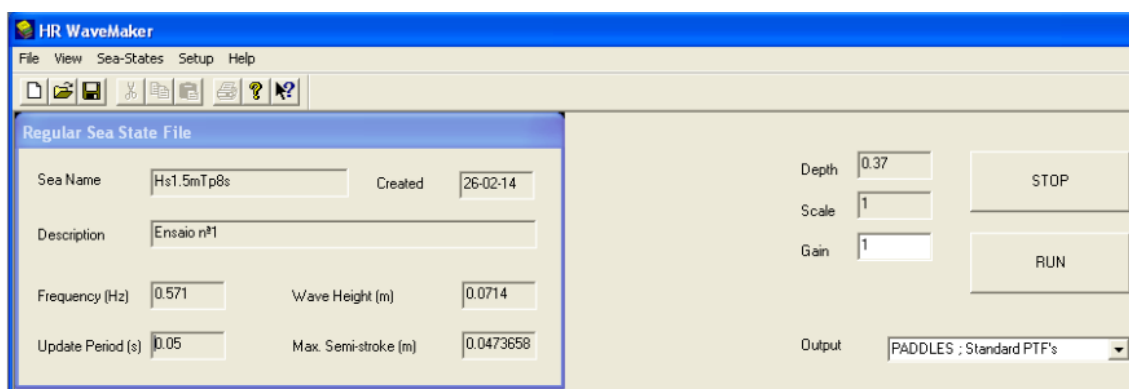 HR WaveMaker
File View Sea-States Setup Help
Regular Sea State File
Sea Name Hs1.5mTp8s Created 26-02-14
Description Ensaio nª1
Frequency (Hz) 0.571 Wave Height (m) 0.0714
Update Period (s) 0.05 Max. Semi-stroke (m) 0.0473658
Depth 0.37
Scale 1
Gain 1
STOP
RUN
Output PADDLES ; Standard PTF's